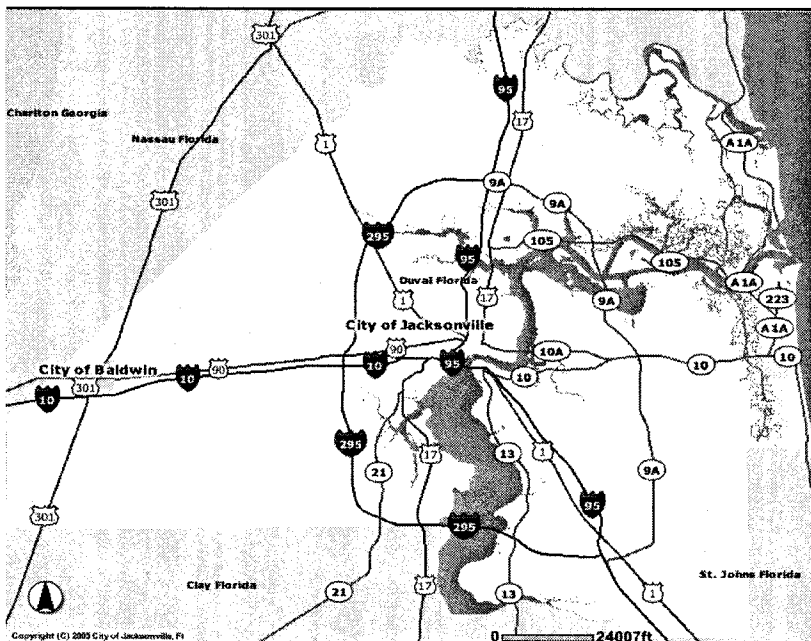 301
95
17
Charlton Georgia
Nassau Florida
1
A1A
301
9A
9A
295
95
105
105
Duval Florida
A1A
223
1
17
9A
City of Jacksonville
A1A
90
10A
City of Baldwin
90
10
95
10
10
10
301
10
10
295
17
13
1
21
9A
95
301
295
Clay Florida
St. Johns Florida
21
17
13
1
Copyright (C) 2003 City of Jacksonville, Fl
0 24007ft